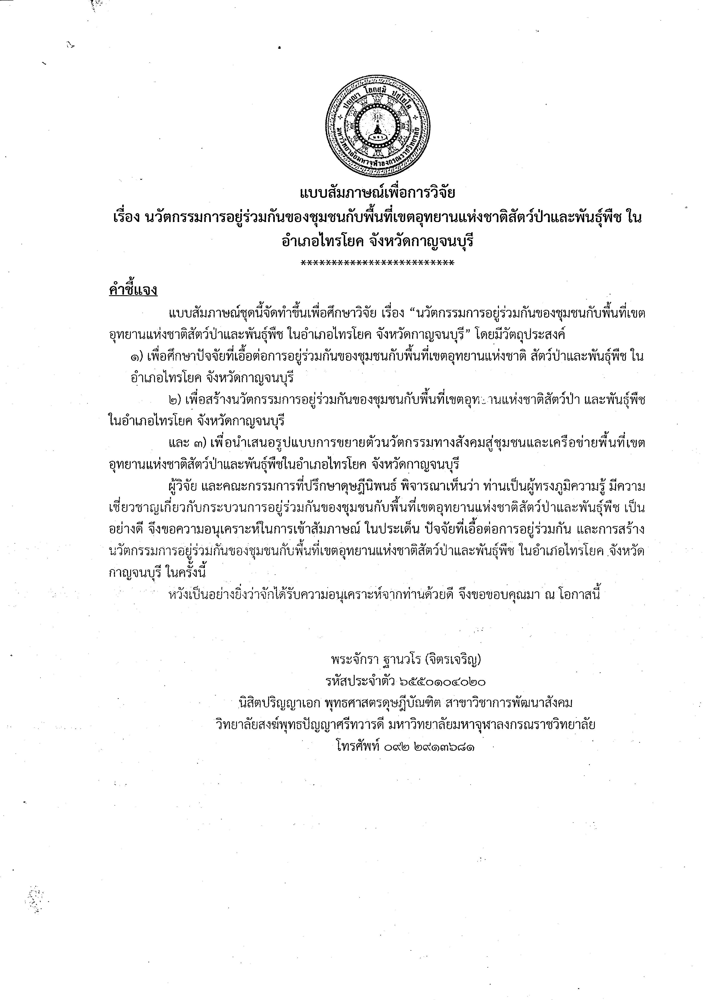 ปญฺญา โลกสฺมิ ปชฺโชโต
มหาวิทยาลัยมหาจุฬาลงกรณราชวิทยาลัย
แบบสัมภาษณ์เพื่อการวิจัย
เรื่อง นวัตกรรมการอยู่ร่วมกันของชุมชนกับพื้นที่เขตอุทยานแห่งชาติสัตว์ป่าและพันธุ์พืช ใน
อำเภอไทรโยค จังหวัดกาญจนบุรี
*************************
คำชี้แจง
แบบสัมภาษณ์ชุดนี้จัดทำขึ้นเพื่อศึกษาวิจัย เรื่อง “นวัตกรรมการอยู่ร่วมกันของชุมชนกับพื้นที่เขต
อุทยานแห่งชาติสัตว์ป่าและพันธุ์พืช ในอำเภอไทรโยค จังหวัดกาญจนบุรี” โดยมีวัตถุประสงค์
๑) เพื่อศึกษาปัจจัยที่เอื้อต่อการอยู่ร่วมกันของชุมชนกับพื้นที่เขตอุทยานแห่งชาติ สัตว์ป่าและพันธุ์พืช ใน
อำเภอไทรโยค จังหวัดกาญจนบุรี
๒) เพื่อสร้างนวัตกรรมการอยู่ร่วมกันของชุมชนกับพื้นที่เขตอุทยานแห่งชาติสัตว์ป่า และพันธุ์พืช
ในอำเภอไทรโยค จังหวัดกาญจนบุรี
และ ๓) เพื่อนำเสนอรูปแบบการขยายตัวนวัตกรรมทางสังคมสู่ชุมชนและเครือข่ายพื้นที่เขต
อุทยานแห่งชาติสัตว์ป่าและพันธุ์พืชในอำเภอไทรโยค จังหวัดกาญจนบุรี
ผู้วิจัย และคณะกรรมการที่ปรึกษาดุษฎีนิพนธ์ พิจารณาเห็นว่า ท่านเป็นผู้ทรงภูมิความรู้ มีความ
เชี่ยวชาญเกี่ยวกับกระบวนการอยู่ร่วมกันของชุมชนกับพื้นที่เขตอุทยานแห่งชาติสัตว์ป่าและพันธุ์พืช เป็น
อย่างดี จึงขอความอนุเคราะห์ในการเข้าสัมภาษณ์ ในประเด็น ปัจจัยที่เอื้อต่อการอยู่ร่วมกัน และการสร้าง
นวัตกรรมการอยู่ร่วมกันของชุมชนกับพื้นที่เขตอุทยานแห่งชาติสัตว์ป่าและพันธุ์พืช ในอำเภอไทรโยค จังหวัด
กาญจนบุรี ในครั้งนี้
หวังเป็นอย่างยิ่งว่าจักได้รับความอนุเคราะห์จากท่านด้วยดี จึงขอขอบคุณมา ณ โอกาสนี้
พระจักรา ฐานวโร (จิตรเจริญ)
รหัสประจำตัว ๖๕๕๐๑๐๔๐๒๐
นิสิตปริญญาเอก พุทธศาสตรดุษฎีบัณฑิต สาขาวิชาการพัฒนาสังคม
วิทยาลัยสงฆ์พุทธปัญญาศรีทวารวดี มหาวิทยาลัยมหาจุฬาลงกรณราชวิทยาลัย
โทรศัพท์ ๐๙๒ ๒๙๑๓๖๘๑